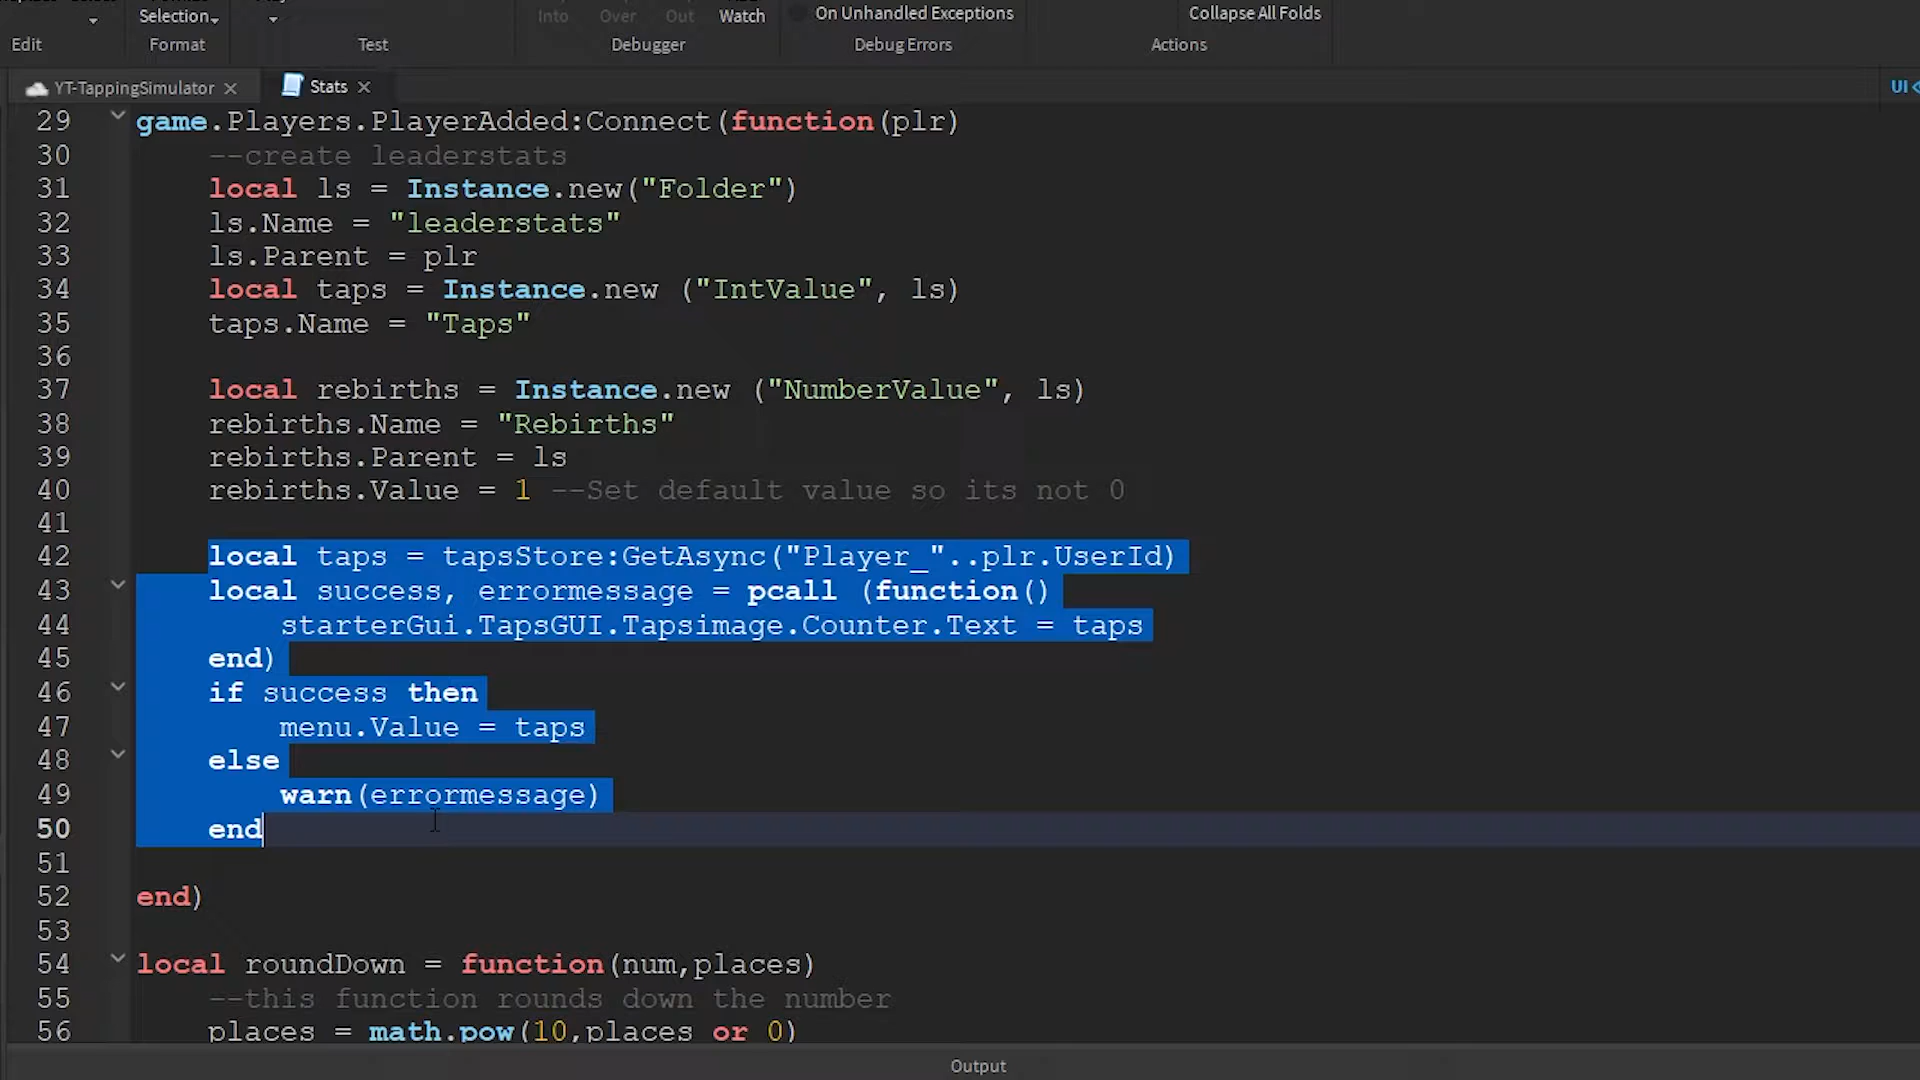 Selection
Into Over Out Watch On Unhandled Exceptions Collapse All Folds
Edit Format Test Debugger Debug Errors Actions
YT-TappingSimulator Stats UI
29 game.Players.PlayerAdded:Connect(function(plr)
30 --create leaderstats
31 local ls = Instance.new("Folder")
32 ls.Name = "leaderstats"
33 ls.Parent = plr
34 local taps = Instance.new ("IntValue", ls)
35 taps.Name = "Taps"
36
37 local rebirths = Instance.new ("NumberValue", ls)
38 rebirths.Name = "Rebirths"
39 rebirths.Parent = ls
40 rebirths.Value = 1 --Set default value so its not 0
41
42 local taps = tapsStore:GetAsync("Player_"..plr.UserId)
43 local success, errormessage = pcall (function()
44 starterGui.TapsGUI.Tapsimage.Counter.Text = taps
45 end)
46 if success then
47 menu.Value = taps
48 else
49 warn(errormessage)
50 end
51
52 end)
53
54 local roundDown = function(num,places)
55 --this function rounds down the number
56 places = math.pow(10,places or 0)
Output